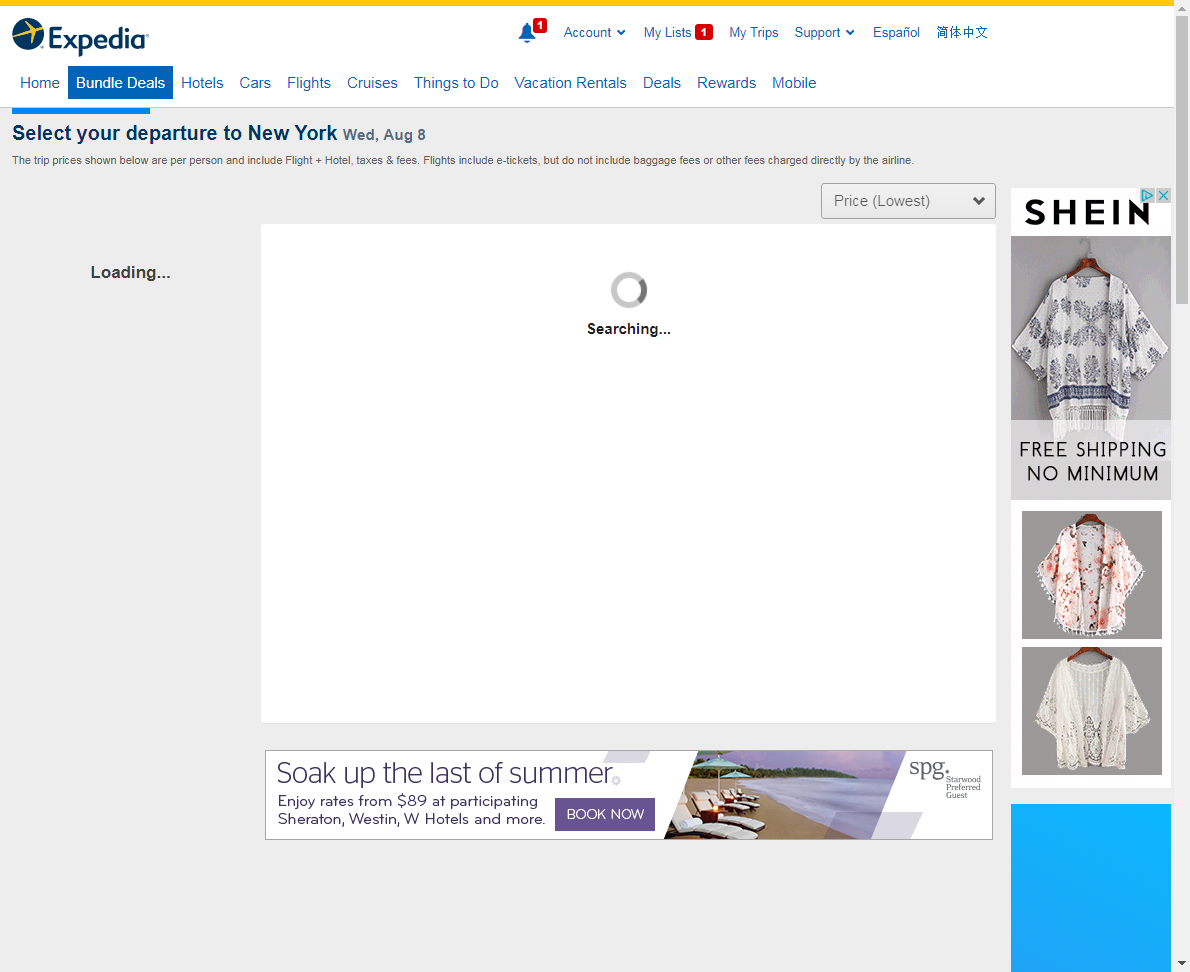 Expedia
1
Account
My Lists 1
My Trips
Support
Español
简体中文
Home
Bundle Deals
Hotels
Cars
Flights
Cruises
Things to Do
Vacation Rentals
Deals
Rewards
Mobile
Select your departure to New York Wed, Aug 8
The trip prices shown below are per person and include Flight + Hotel, taxes & fees. Flights include e-tickets, but do not include baggage fees or other fees charged directly by the airline.
Price (Lowest)
Loading...
Searching...
SHEIN
FREE SHIPPING
NO MINIMUM
Soak up the last of summer
Enjoy rates from $89 at participating
Sheraton, Westin, W Hotels and more.
BOOK NOW
spg.
Starwood
Preferred
Guest